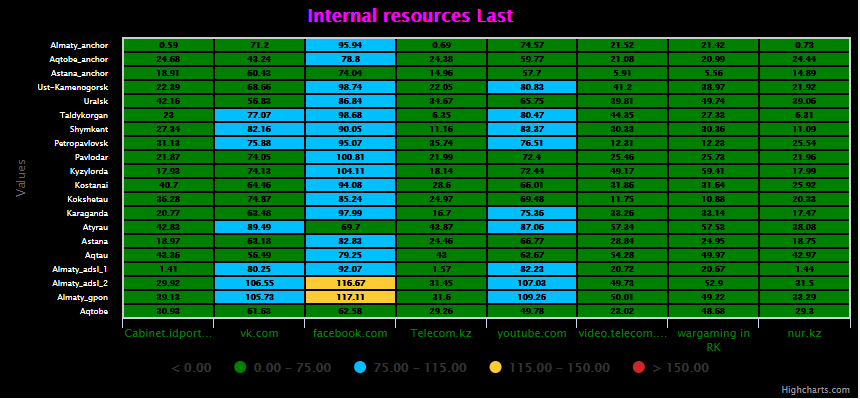 Internal resources Last
Values
Almaty_anchor 0.59 71.2 95.94 0.69 74.57 21.52 21.42 0.73
Aqtobe_anchor 24.68 43.24 78.8 24.38 59.77 21.08 20.99 24.44
Astana_anchor 18.91 60.43 74.04 14.96 57.7 5.91 5.56 14.89
Ust-Kamenogorsk 22.39 68.66 98.74 22.05 80.83 41.2 38.97 21.92
Uralsk 42.16 56.83 86.84 34.67 65.75 39.81 49.74 39.06
Taldykorgan 23 77.07 98.68 6.35 80.47 44.35 27.33 6.31
Shymkent 27.34 82.16 90.05 11.16 83.37 30.33 30.36 11.09
Petropavlovsk 31.13 75.88 95.07 35.74 76.51 12.31 12.23 25.54
Pavlodar 21.87 74.05 100.81 21.99 72.4 25.46 25.73 21.96
Kyzylorda 17.93 74.13 104.11 18.14 72.44 49.17 59.41 17.99
Kostanai 40.7 64.46 94.08 28.6 66.01 31.86 31.64 25.92
Kokshetau 36.28 74.87 85.24 24.97 69.48 11.75 10.88 20.33
Karaganda 20.77 63.48 97.99 16.7 75.36 33.26 33.14 17.47
Atyrau 42.83 89.49 69.7 43.87 87.06 57.34 57.53 38.08
Astana 18.97 63.18 82.83 24.46 66.77 28.84 24.95 18.75
Aqtau 43.36 56.49 79.25 43 63.67 54.28 49.97 42.97
Almaty_adsl_1 1.41 80.25 92.07 1.57 82.23 20.72 20.67 1.44
Almaty_adsl_2 29.92 106.55 116.67 31.45 107.03 49.73 52.9 31.5
Almaty_gpon 39.13 105.73 117.11 31.6 109.26 50.01 49.22 33.29
Aqtobe 30.93 61.63 62.58 29.26 49.78 23.02 48.68 29.3
Cabinet.idport... vk.com facebook.com Telecom.kz youtube.com video.telecom.... wargaming in nur.kz
RK
< 0.00 0.00 – 75.00 75.00 – 115.00 115.00 – 150.00 > 150.00
Highcharts.com